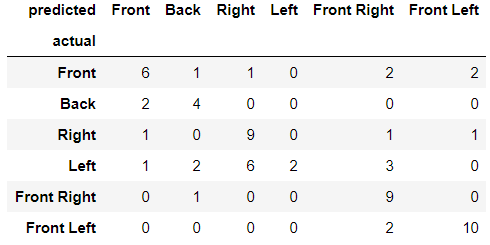 predicted Front Back Right Left Front Right Front Left
actual
Front 6 1 1 0 2 2
Back 2 4 0 0 0 0
Right 1 0 9 0 1 1
Left 1 2 6 2 3 0
Front Right 0 1 0 0 9 0
Front Left 0 0 0 0 2 10